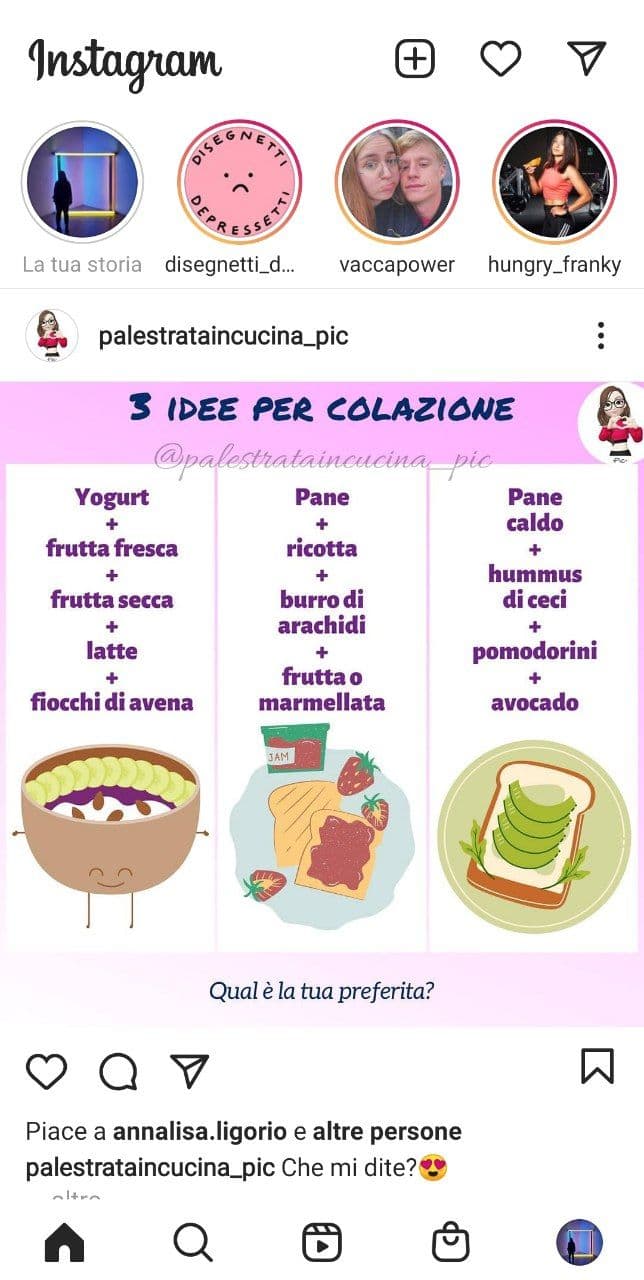 Instagram
DISEGNETTI
DEPRESSETTI
La tua storia
disegnetti_d...
vaccapower
hungry_franky
palestrataincucina_pic
3 IDEE PER COLAZIONE
@palestrataincucina_pic
Yogurt
+
frutta fresca
+
frutta secca
+
latte
+
fiocchi di avena
Pane
+
ricotta
+
burro di
arachidi
+
frutta o
marmellata
Pane
caldo
+
hummus
di ceci
+
pomodorini
+
avocado
JAM
Qual è la tua preferita?
Piace a annalisa.ligorio e altre persone
palestrataincucina_pic Che mi dite?😍
... altro